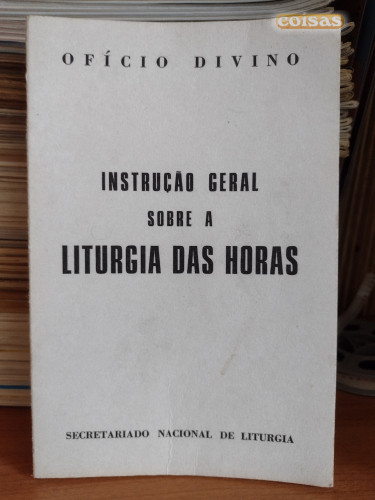 coisas
OFÍCIO DIVINO
INSTRUÇÃO GERAL
SOBRE A
LITURGIA DAS HORAS
SECRETARIADO NACIONAL DE LITURGIA